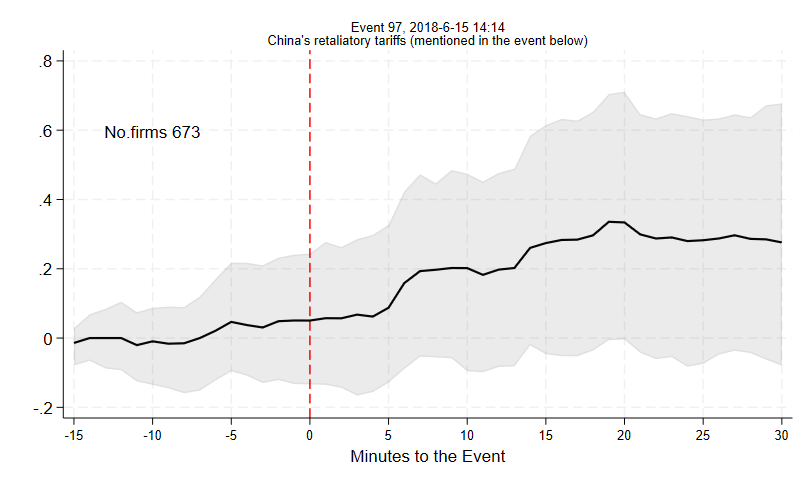 Event 97, 2018-6-15 14:14
China's retaliatory tariffs (mentioned in the event below)
.8
.6
.4
.2
0
-.2
No.firms 673
-15 -10 -5 0 5 10 15 20 25 30
Minutes to the Event